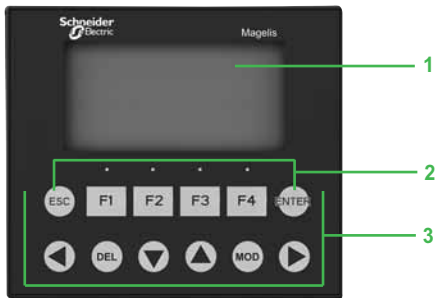 Schneider
Electric
Magelis
1
2
ESC F1 F2 F3 F4 ENTER
3
DEL MOD